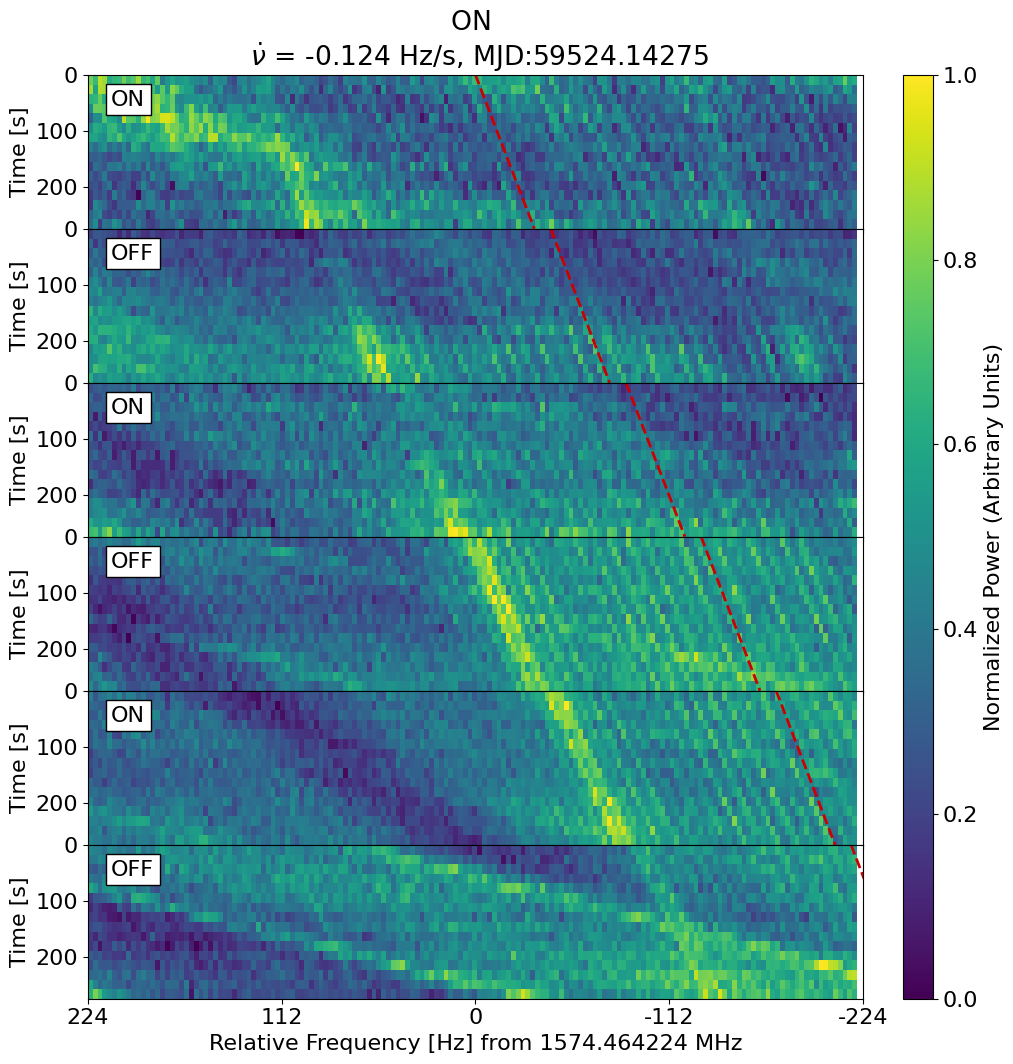 ON
ν̇ = -0.124 Hz/s, MJD:59524.14275
0
100
200
Time [s]
ON
0
100
200
Time [s]
OFF
0
100
200
Time [s]
ON
0
100
200
Time [s]
OFF
0
100
200
Time [s]
ON
0
100
200
Time [s]
OFF
224 112 0 -112 -224
Relative Frequency [Hz] from 1574.464224 MHz
1.0
0.8
0.6
0.4
0.2
0.0
Normalized Power (Arbitrary Units)